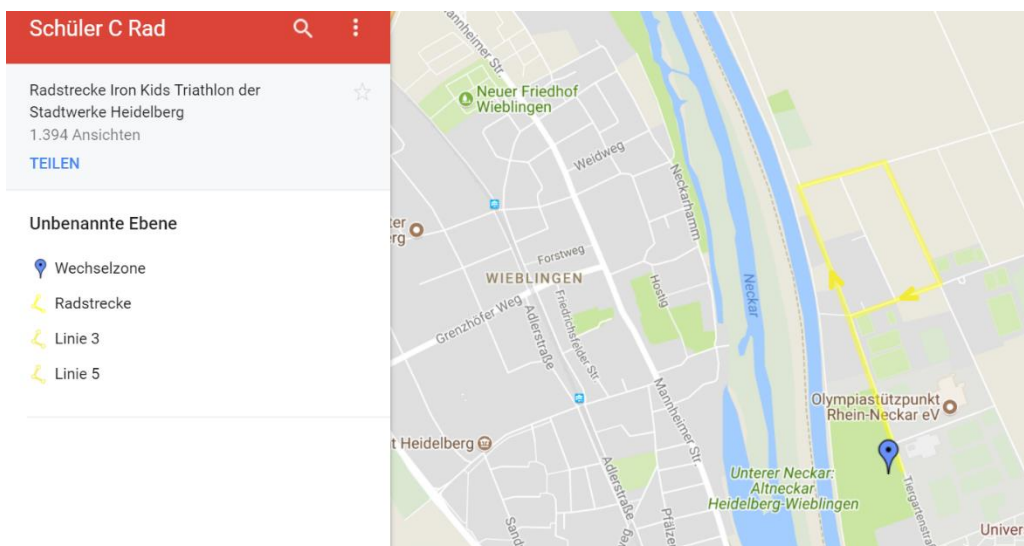 Schüler C Rad
Radstrecke Iron Kids Triathlon der
Stadtwerke Heidelberg
1.394 Ansichten
TEILEN
Unbenannte Ebene
Wechselzone
Radstrecke
Linie 3
Linie 5
Mannheimer Str.
Neuer Friedhof
Wieblingen
Weidweg
Neckarhamm
Forstweg
WIEBLINGEN
Hostig
Neckar
Grenzhöfer Weg
Adlerstraße
Friedrichsfelder Str
Mannheimer Str.
Olympiastützpunkt
Rhein-Neckar eV
t Heidelberg
Unterer Neckar:
Altneckar
Heidelberg-Wieblingen
Adlerstraße
Tiergartenstra
Univer